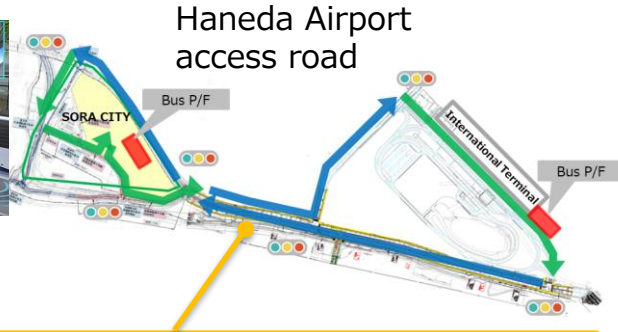 Haneda Airport
access road
Bus P/F
SORA CITY
International Terminal
Bus P/F